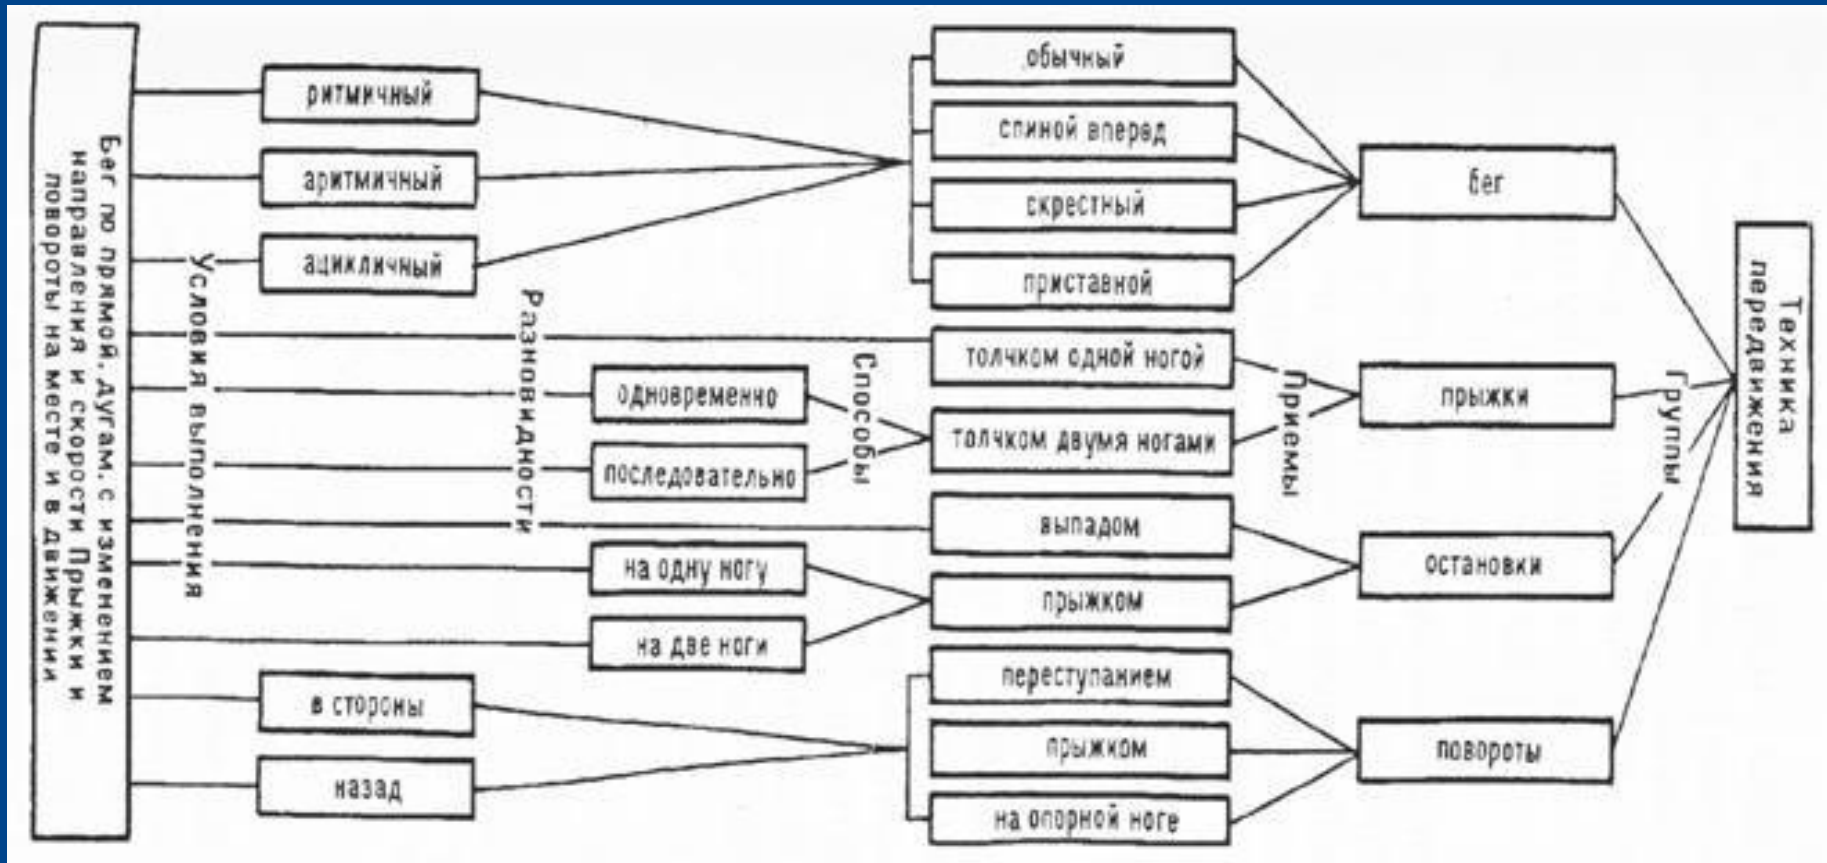 Техника
передвижения
Группы
бег
прыжки
остановки
повороты
Приемы
обычный
спиной вперед
скрестный
приставной
толчком одной ногой
толчком двумя ногами
выпадом
прыжком
переступанием
прыжком
на опорной ноге
Способы
одновременно
последовательно
на одну ногу
на две ноги
Разновидности
ритмичный
аритмичный
ацикличный
в стороны
назад
Условия выполнения
Бег по прямой, дугам, с изменением
направления и скорости Прыжки и
повороты на месте и в движении